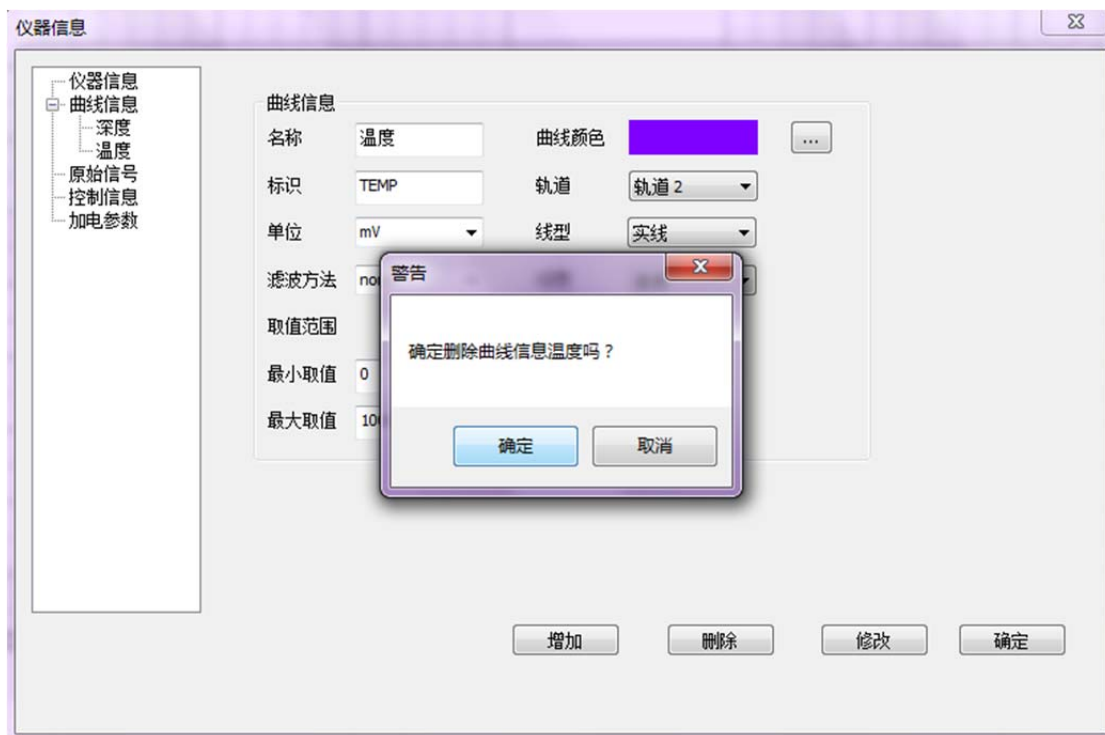 仪器信息
仪器信息
曲线信息
深度
温度
原始信号
控制信息
加电参数
曲线信息
名称 温度 曲线颜色 ...
标识 TEMP 轨道 轨道 2
单位 mV 线型 实线
滤波方法
取值范围
最小取值 0
最大取值
警告
确定删除曲线信息温度吗？
确定 取消
增加 删除 修改 确定